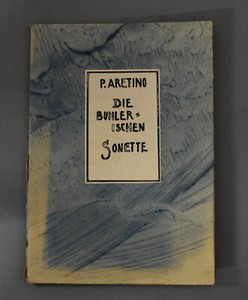 P. ARETINO
DIE
BUHLER=
ISCHEN
SONETTE